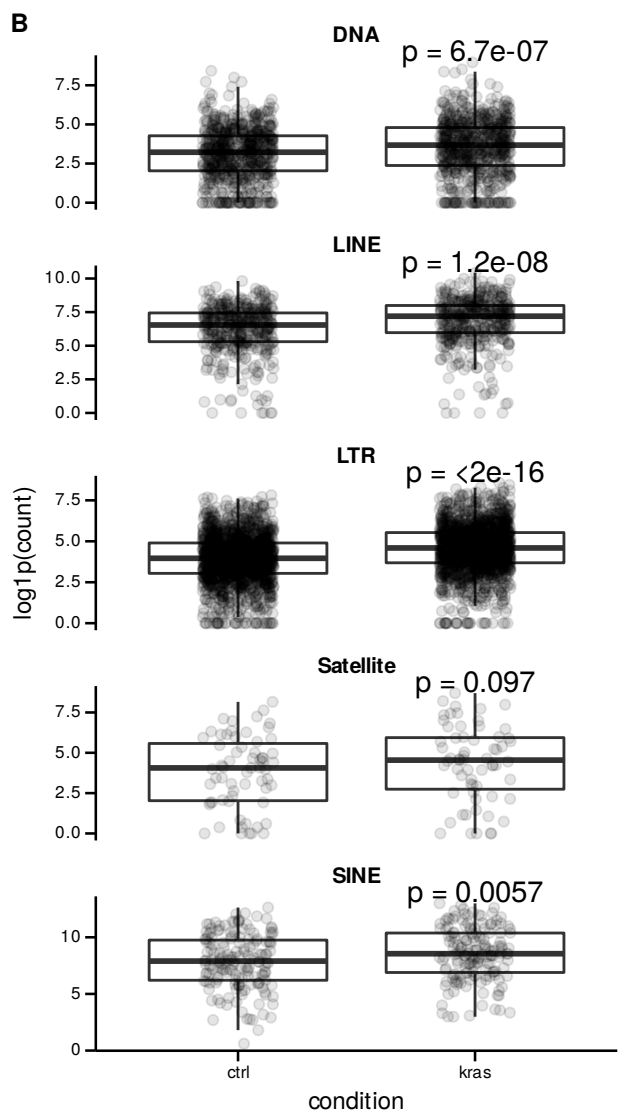 B
DNA
p = 6.7e-07
7.5
5.0
2.5
0.0
LINE
p = 1.2e-08
10.0
7.5
5.0
2.5
0.0
LTR
p = <2e-16
7.5
5.0
2.5
0.0
log1p(count)
Satellite
p = 0.097
7.5
5.0
2.5
0.0
SINE
p = 0.0057
10
5
0
ctrl
kras
condition